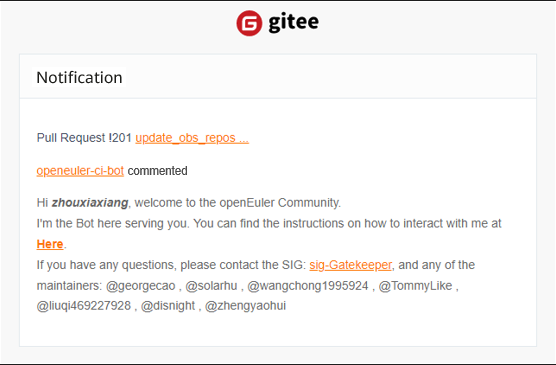 gitee
Notification
Pull Request !201 update_obs_repos ...
openeuler-ci-bot commented
Hi zhouxiaxiang, welcome to the openEuler Community.
I'm the Bot here serving you. You can find the instructions on how to interact with me at
Here.
If you have any questions, please contact the SIG: sig-Gatekeeper, and any of the
maintainers: @georgecao , @solarhu , @wangchong1995924 , @TommyLike ,
@liuqi469227928 , @disnight , @zhengyaohui